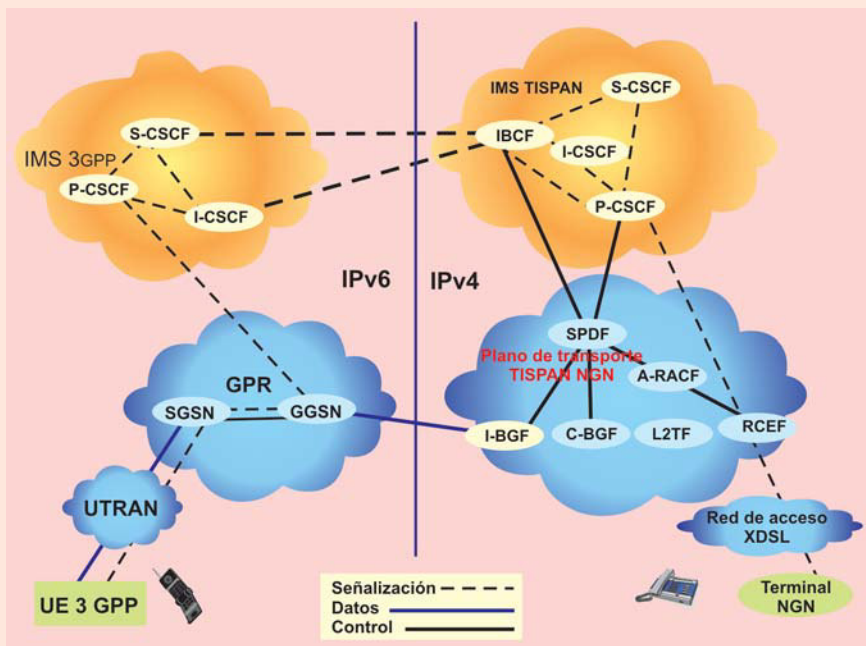 IMS TISPAN
S-CSCF
S-CSCF
IBCF
IMS 3GPP
I-CSCF
P-CSCF
P-CSCF
I-CSCF
IPv6
IPv4
SPDF
Plano de transporte
TISPAN NGN
GPR
A-RACF
SGSN
GGSN
I-BGF
C-BGF
L2TF
RCEF
UTRAN
Red de acceso
XDSL
UE 3 GPP
Señalización
Datos
Control
Terminal
NGN